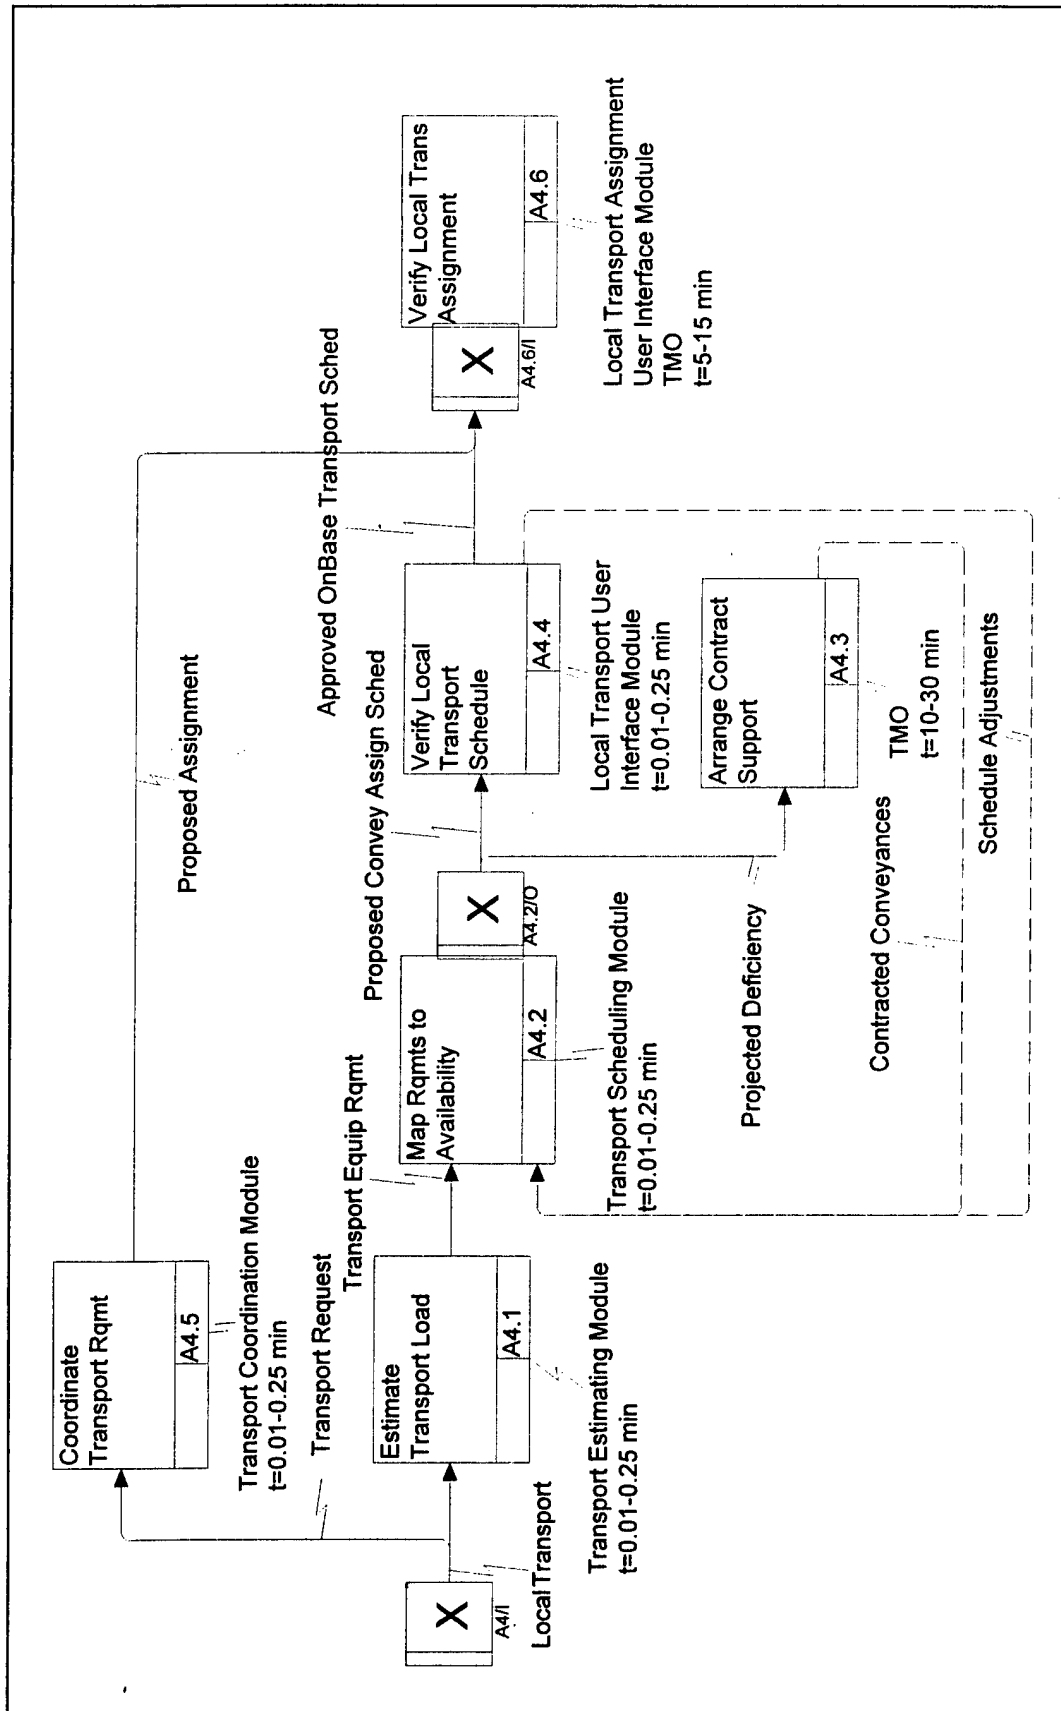 Coordinate
Transport Rqmt
A4.5
Transport Coordination Module
t=0.01-0.25 min
Proposed Assignment
Transport Request
X
A4/I
Local Transport
Estimate
Transport Load
A4.1
Transport Estimating Module
t=0.01-0.25 min
Transport Equip Rqmt
Map Rqmts to
Availability
A4.2
Transport Scheduling Module
t=0.01-0.25 min
X
A4.2/O
Proposed Convey Assign Sched
Verify Local
Transport
Schedule
A4.4
Local Transport User
Interface Module
t=0.01-0.25 min
Approved OnBase Transport Sched
X
A4.6/I
Verify Local Trans
Assignment
A4.6
Local Transport Assignment
User Interface Module
TMO
t=5-15 min
Projected Deficiency
Arrange Contract
Support
A4.3
TMO
t=10-30 min
Contracted Conveyances
Schedule Adjustments